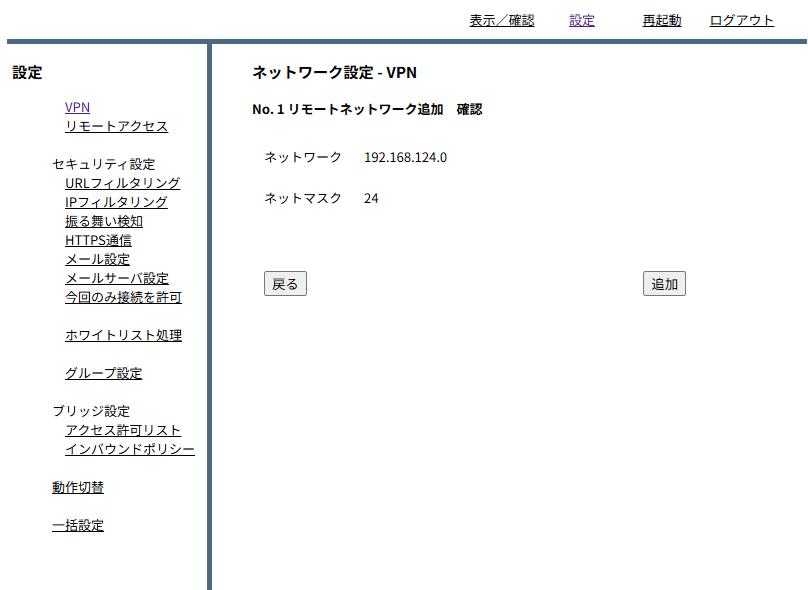 表示／確認 設定 再起動 ログアウト
設定
VPN
リモートアクセス
セキュリティ設定
URLフィルタリング
IPフィルタリング
振る舞い検知
HTTPS通信
メール設定
メールサーバ設定
今回のみ接続を許可
ホワイトリスト処理
グループ設定
ブリッジ設定
アクセス許可リスト
インバウンドポリシー
動作切替
一括設定
ネットワーク設定 - VPN
No. 1 リモートネットワーク追加　確認
ネットワーク 192.168.124.0
ネットマスク 24
戻る 追加